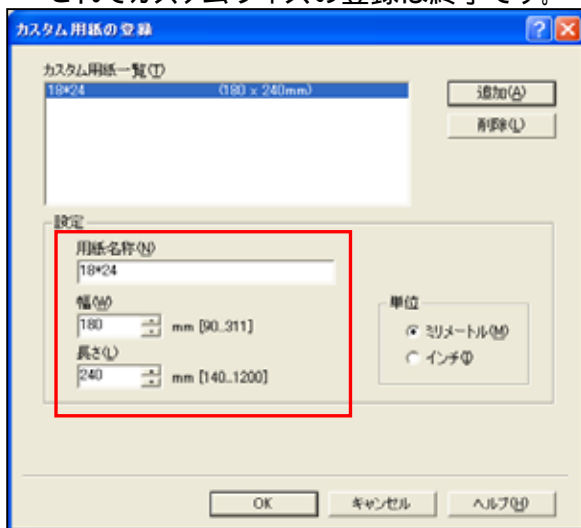 これでカスタムサイズの登録は終了です。
カスタム用紙の登録
カスタム用紙一覧(T)
18*24 (180 x 240mm)
追加(A)
削除(L)
設定
用紙名称(N)
18*24
幅(W)
180 mm [90..311]
長さ(L)
240 mm [140..1200]
単位
ミリメートル(M)
インチ(I)
OK
キャンセル
ヘルプ(H)